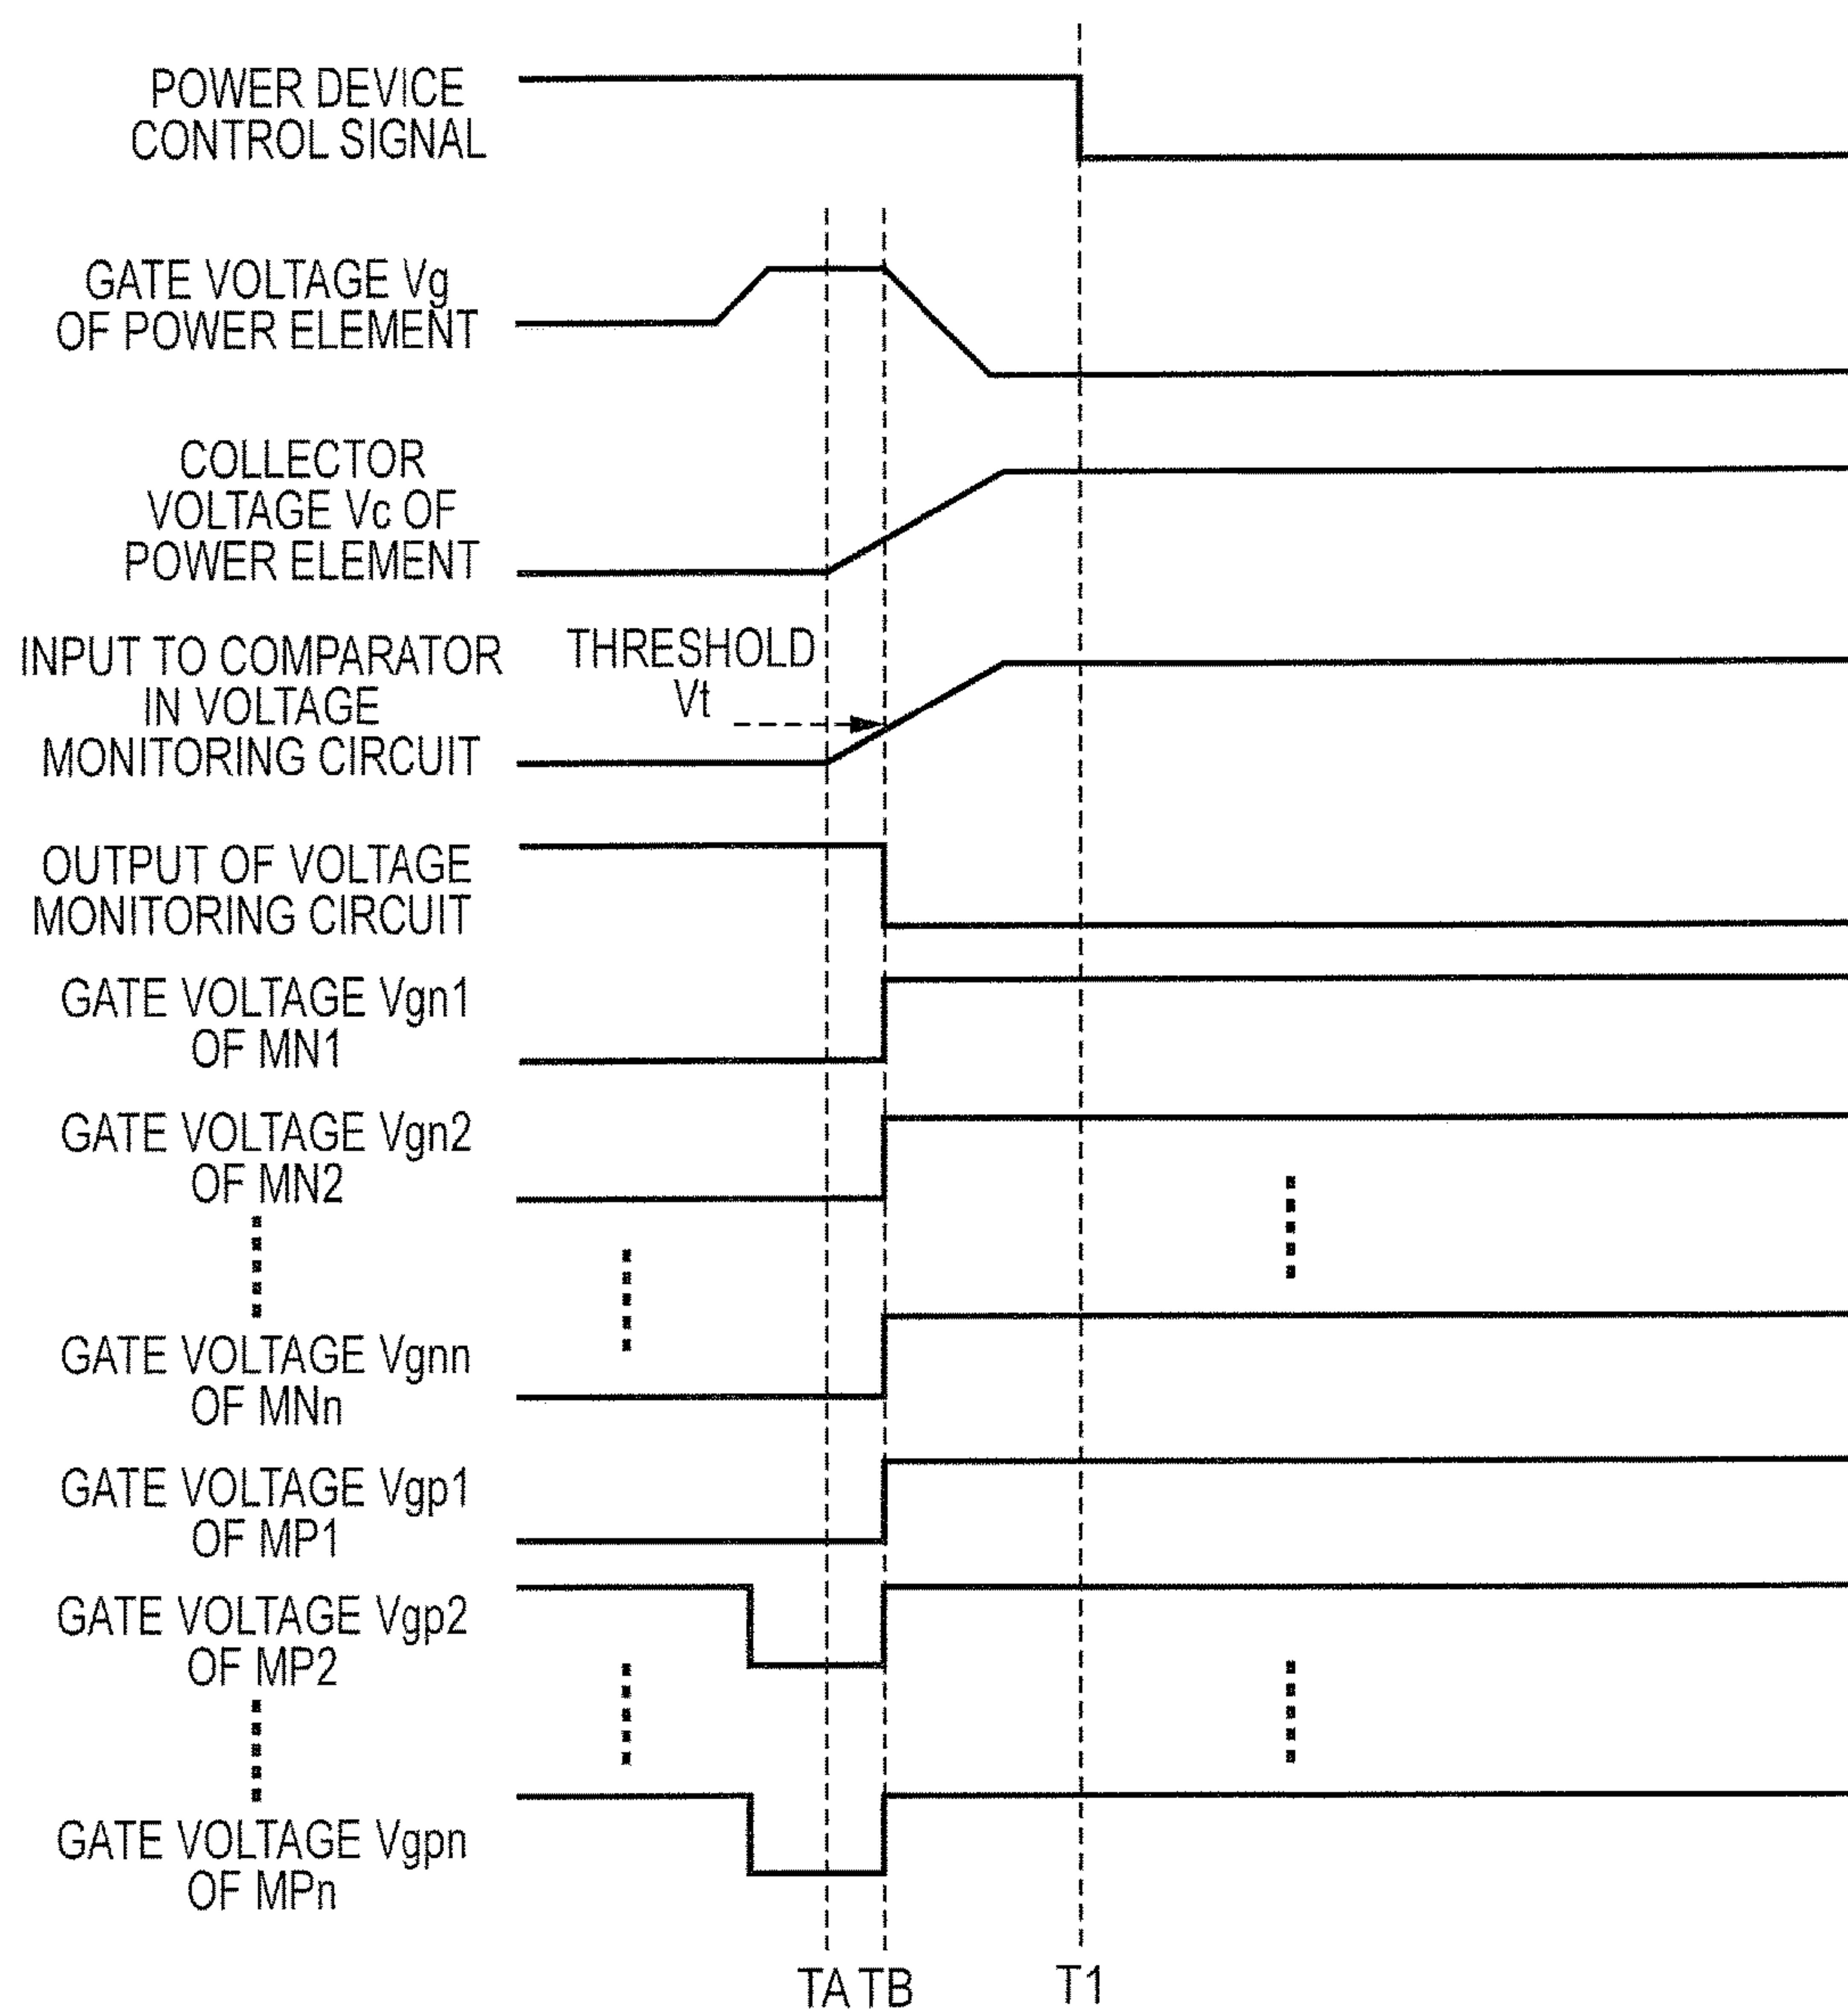 POWER DEVICE
CONTROL SIGNAL
GATE VOLTAGE Vg
OF POWER ELEMENT
COLLECTOR
VOLTAGE Vc OF
POWER ELEMENT
INPUT TO COMPARATOR
IN VOLTAGE
MONITORING CIRCUIT
THRESHOLD
Vt
OUTPUT OF VOLTAGE
MONITORING CIRCUIT
GATE VOLTAGE Vgn1
OF MN1
GATE VOLTAGE Vgn2
OF MN2
GATE VOLTAGE Vgnn
OF MNn
GATE VOLTAGE Vgp1
OF MP1
GATE VOLTAGE Vgp2
OF MP2
GATE VOLTAGE Vgpn
OF MPn
TA TB T1